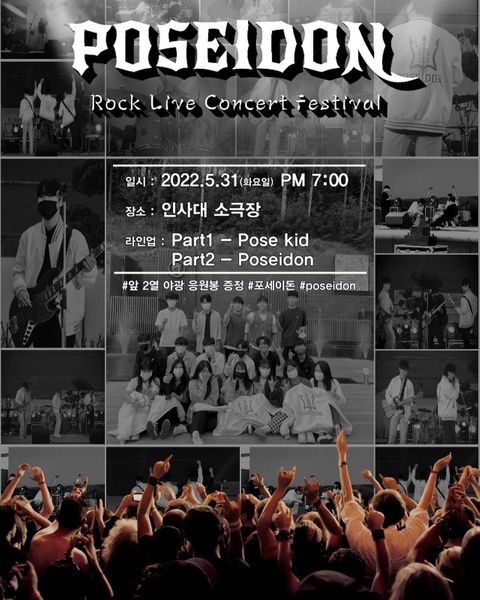 POSEIDON
Rock Live Concert Festival
일시 : 2022.5.31(화요일) PM 7:00
장소 : 인사대 소극장
라인업 : Part1 – Pose kid
Part2 – Poseidon
#앞 2열 야광 응원봉 증정 #포세이돈 #poseidon